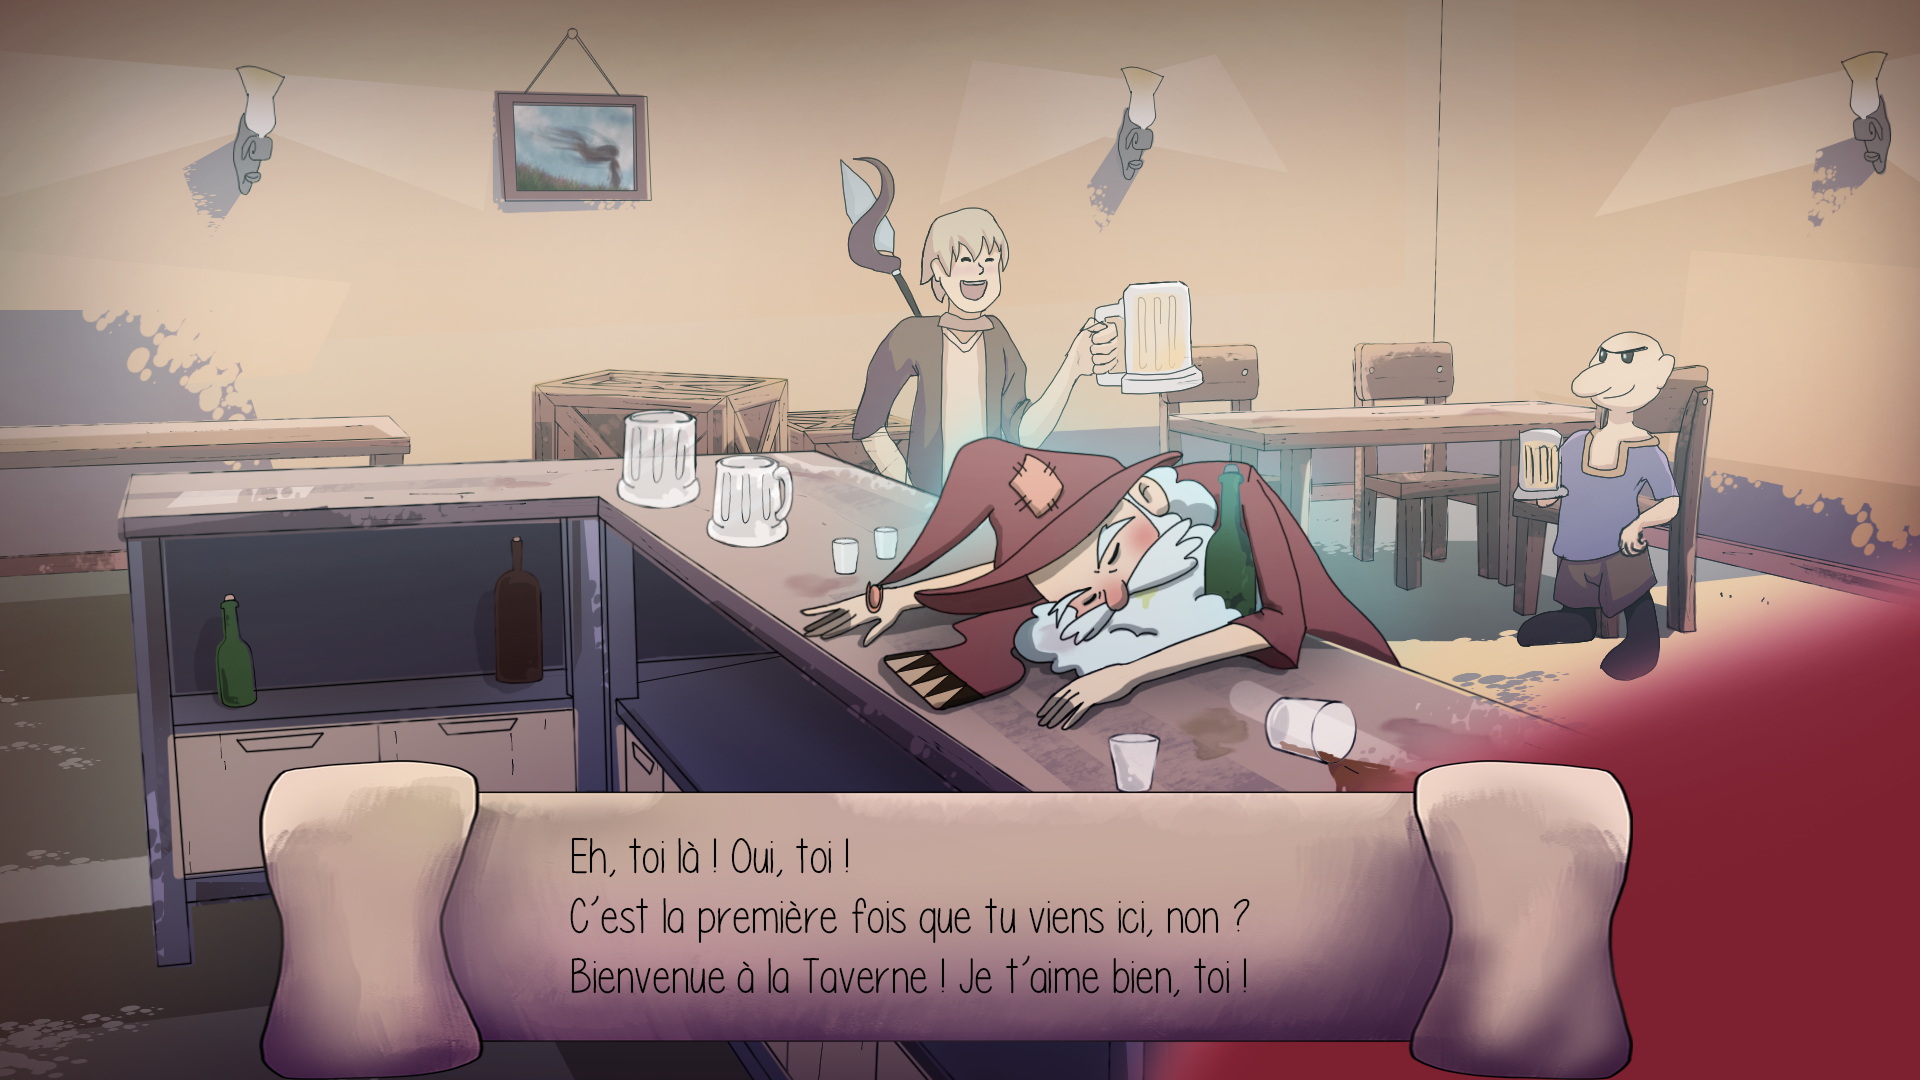 Eh, toi là ! Oui, toi !
C'est la première fois que tu viens ici, non ?
Bienvenue à la Taverne ! Je t'aime bien, toi !